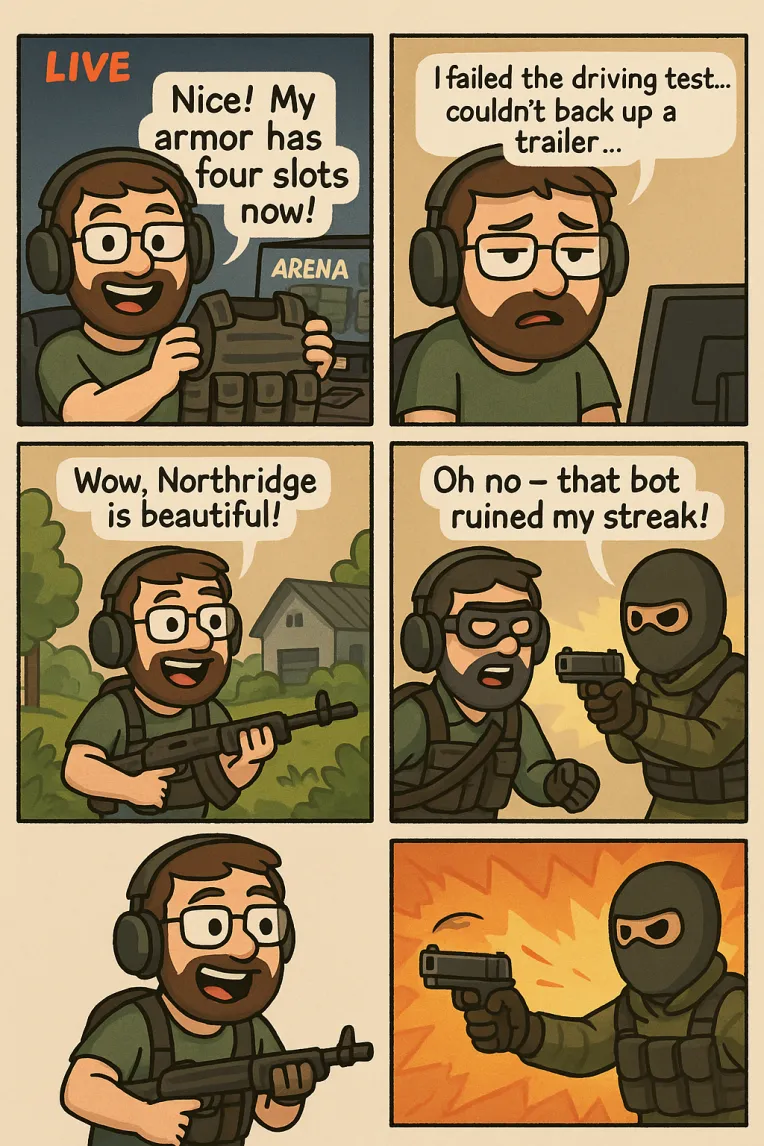 LIVE
Nice! My
armor has
four slots
now!
ARENA
I failed the driving test...
couldn't back up a
trailer...
Wow, Northridge
is beautiful!
Oh no – that bot
ruined my streak!